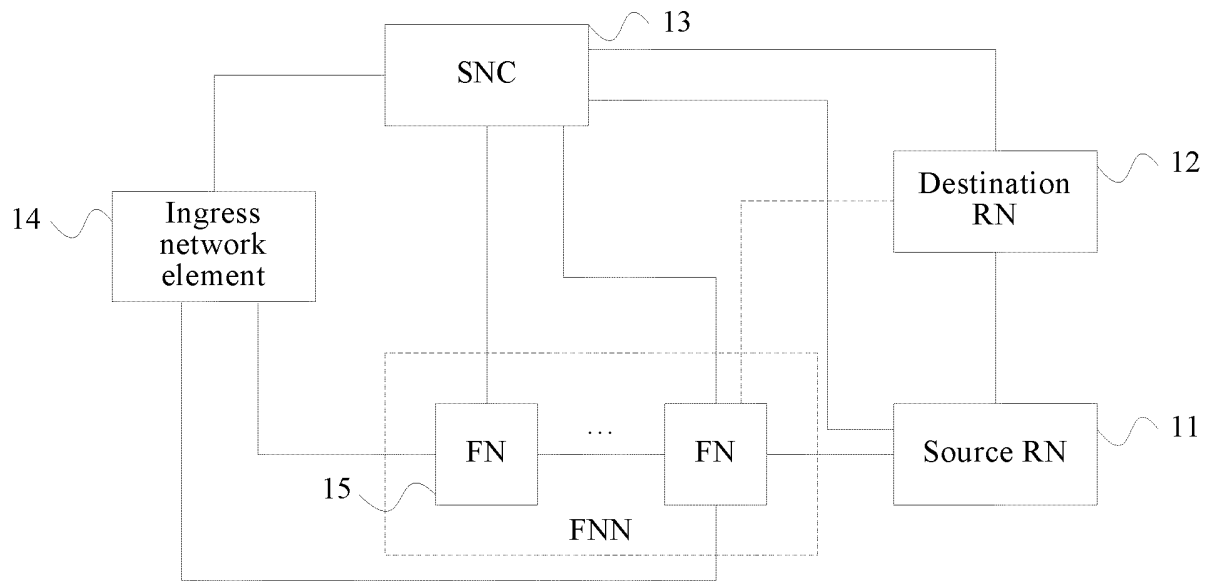 13
SNC
12
Destination
RN
14
Ingress
network
element
...
FN
FN
11
Source RN
15
FNN